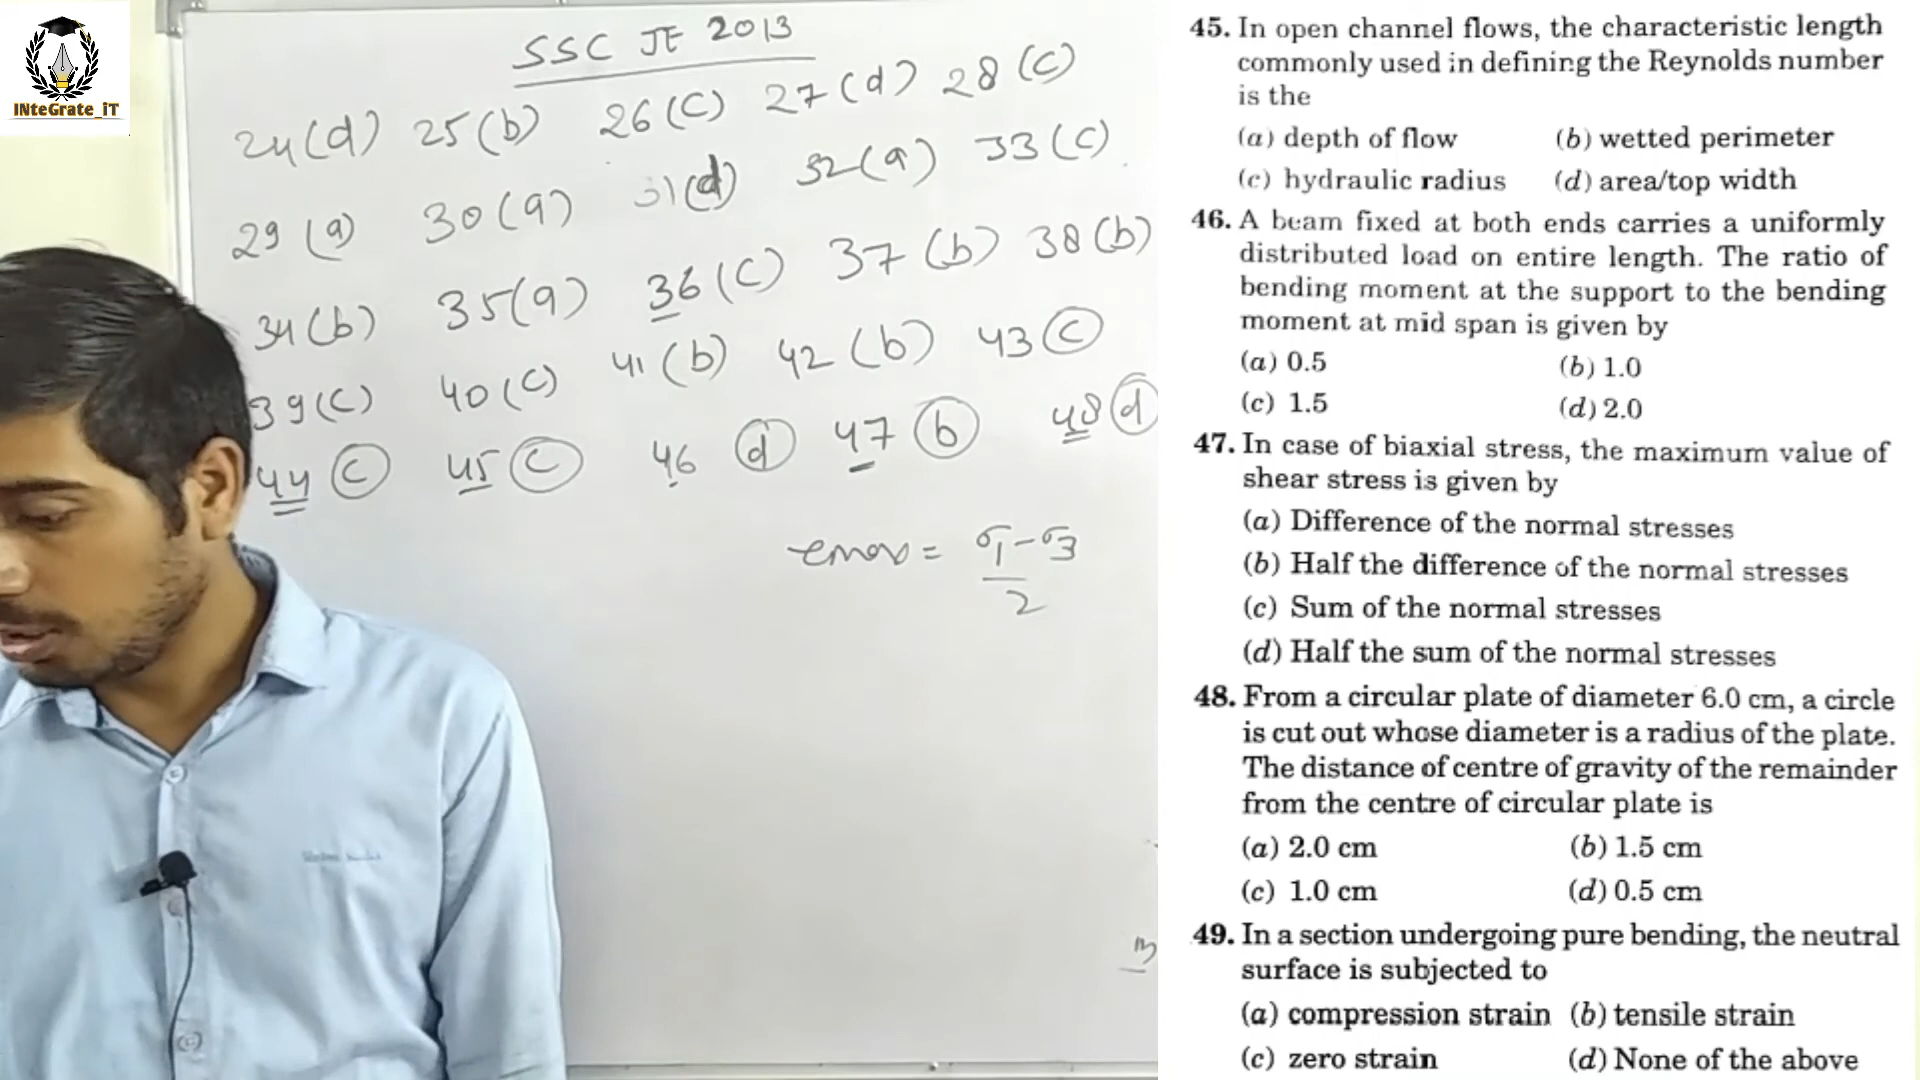 INteGrate_iT
SSC JE 2013
24(d) 25(b) 26(C) 27(d) 28(C)
29(a) 30(a) 31(d) 32(a) 33(C)
34(b) 35(a) 36(C) 37(b) 38(b)
39(C) 40(C) 41(b) 42(b) 43 C
44 C 45 C 46 d 47 b 48 d
= σ1-σ3
2
45. In open channel flows, the characteristic length
commonly used in defining the Reynolds number
is the
(a) depth of flow (b) wetted perimeter
(c) hydraulic radius (d) area/top width
46. A beam fixed at both ends carries a uniformly
distributed load on entire length. The ratio of
bending moment at the support to the bending
moment at mid span is given by
(a) 0.5 (b) 1.0
(c) 1.5 (d) 2.0
47. In case of biaxial stress, the maximum value of
shear stress is given by
(a) Difference of the normal stresses
(b) Half the difference of the normal stresses
(c) Sum of the normal stresses
(d) Half the sum of the normal stresses
48. From a circular plate of diameter 6.0 cm, a circle
is cut out whose diameter is a radius of the plate.
The distance of centre of gravity of the remainder
from the centre of circular plate is
(a) 2.0 cm (b) 1.5 cm
(c) 1.0 cm (d) 0.5 cm
49. In a section undergoing pure bending, the neutral
surface is subjected to
(a) compression strain (b) tensile strain
(c) zero strain (d) None of the above